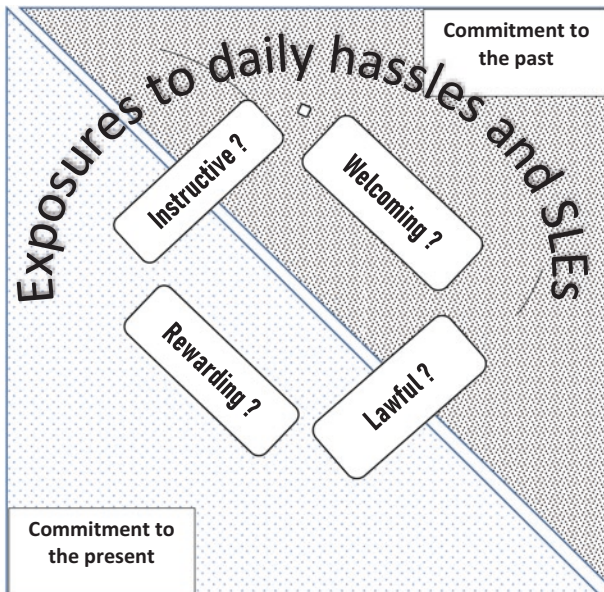 Commitment to
the past
Exposures to daily hassles and SLEs
Instructive ?
Welcoming ?
Rewarding ?
Lawful ?
Commitment to
the present